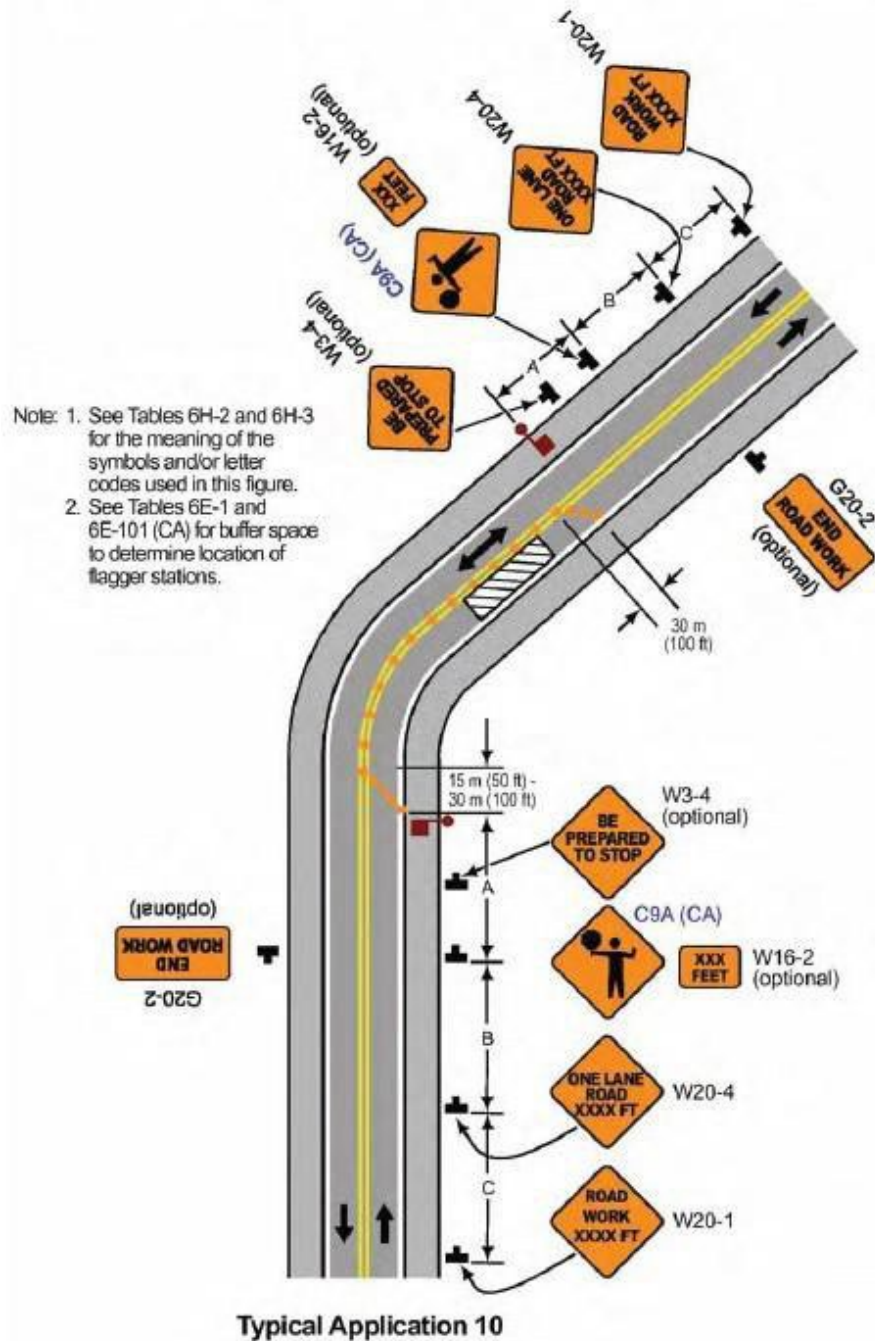 W20-1
ROAD
WORK
XXXX FT
W20-4
ONE LANE
ROAD
XXXX FT
W16-2
(optional)
XXX
FEET
C9A (CA)
W3-4
(optional)
BE
PREPARED
TO STOP
A
B
C
Note: 1. See Tables 6H-2 and 6H-3
for the meaning of the
symbols and/or letter
codes used in this figure.
2. See Tables 6E-1 and
6E-101 (CA) for buffer space
to determine location of
flagger stations.
G20-2
END
ROAD WORK
(optional)
30 m
(100 ft)
15 m (50 ft) -
30 m (100 ft)
BE
PREPARED
TO STOP
W3-4
(optional)
A
C9A (CA)
XXX
FEET
W16-2
(optional)
G20-2
END
ROAD WORK
(optional)
B
ONE LANE
ROAD
XXXX FT
W20-4
C
ROAD
WORK
XXXX FT
W20-1
Typical Application 10